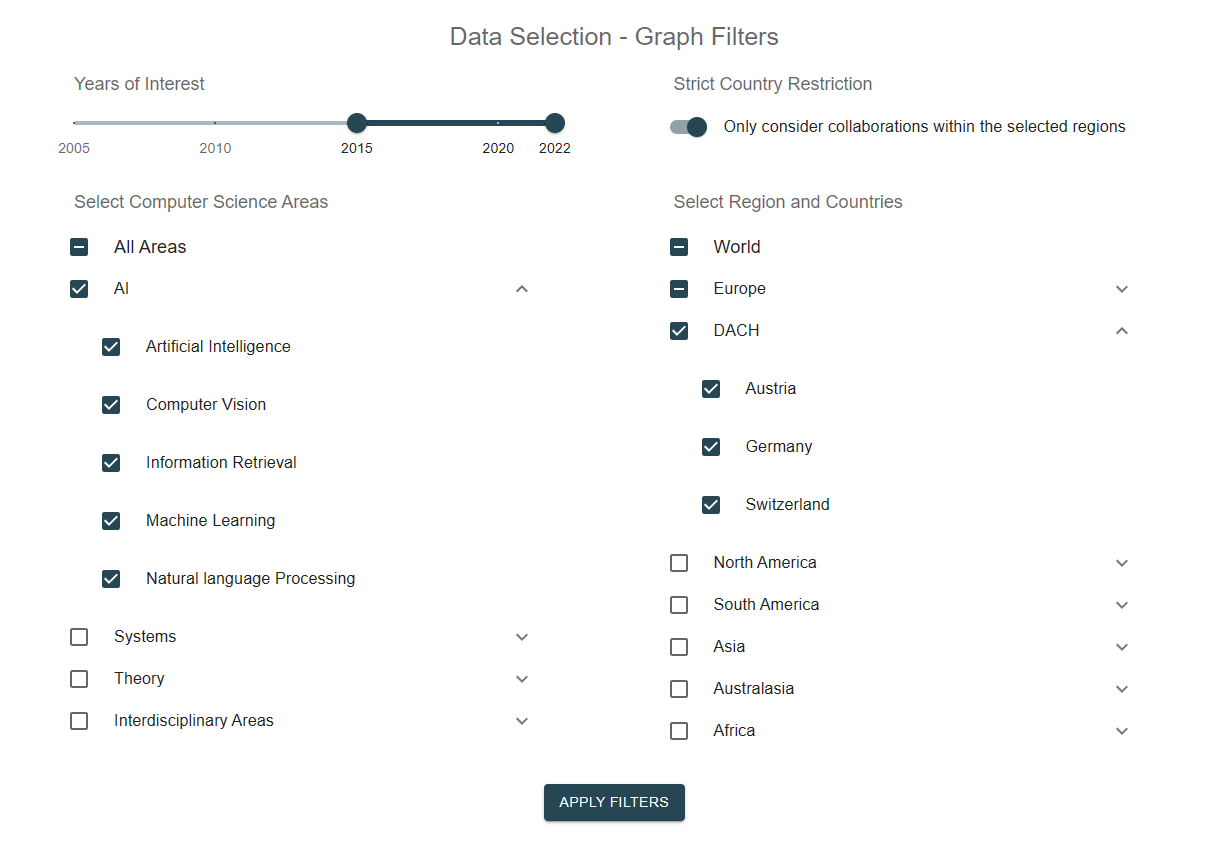 Data Selection - Graph Filters
Years of Interest
2005 2010 2015 2020 2022
Strict Country Restriction
Only consider collaborations within the selected regions
Select Computer Science Areas
All Areas
AI
Artificial Intelligence
Computer Vision
Information Retrieval
Machine Learning
Natural language Processing
Systems
Theory
Interdisciplinary Areas
Select Region and Countries
World
Europe
DACH
Austria
Germany
Switzerland
North America
South America
Asia
Australasia
Africa
APPLY FILTERS